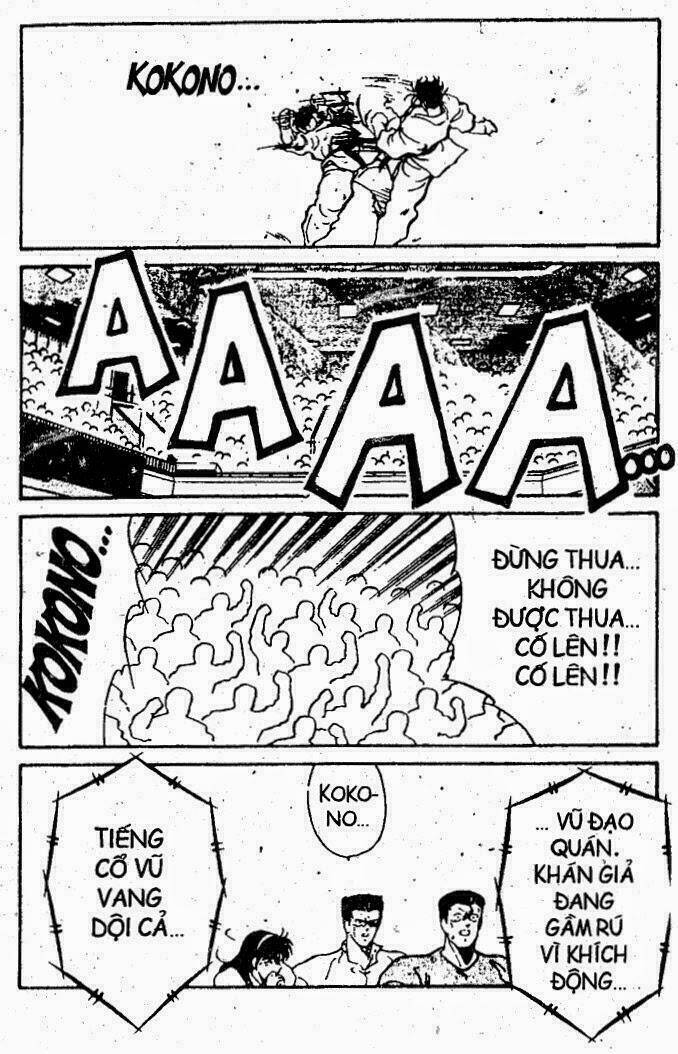 KOKONO...
A A A A...
KOKONO...
ĐỪNG THUA...
KHÔNG
ĐƯỢC THUA...
CỐ LÊN!!
CỐ LÊN!!
TIẾNG
CỔ VŨ
VANG
DỘI CẢ...
KOKO-
NO...
... VŨ ĐẠO
QUÁN.
KHÁN GIẢ
ĐANG
GẦM RÚ
VÌ KHÍCH
ĐỘNG...